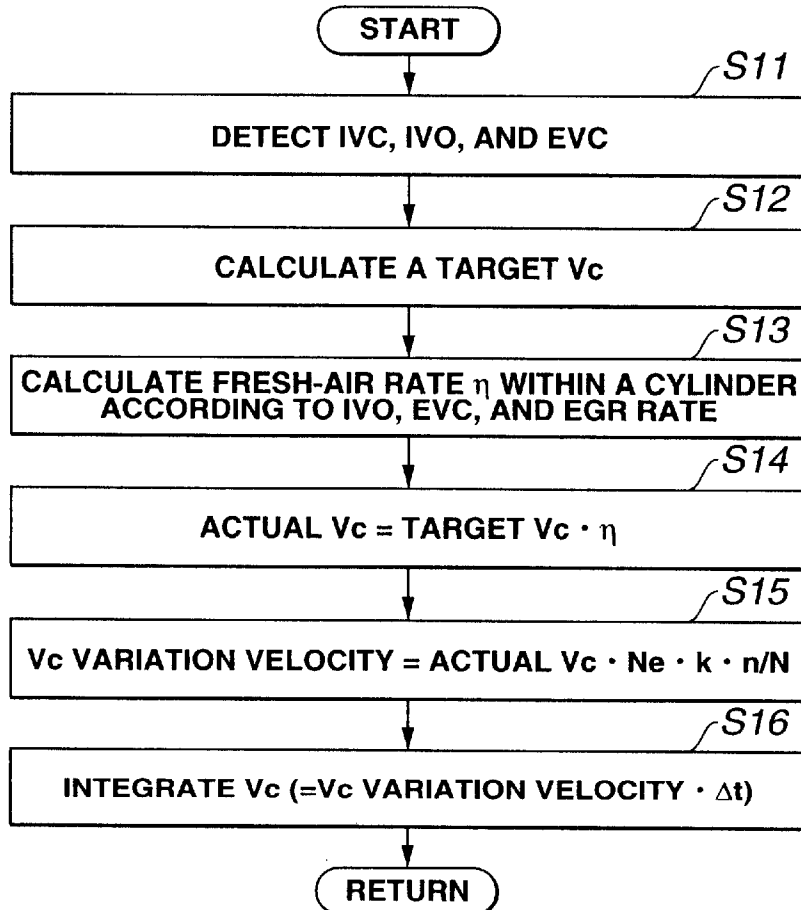 START
S11
DETECT IVC, IVO, AND EVC
S12
CALCULATE A TARGET Vc
S13
CALCULATE FRESH-AIR RATE η WITHIN A CYLINDER
ACCORDING TO IVO, EVC, AND EGR RATE
S14
ACTUAL Vc = TARGET Vc · η
S15
Vc VARIATION VELOCITY = ACTUAL Vc · Ne · k · n/N
S16
INTEGRATE Vc (=Vc VARIATION VELOCITY · Δt)
RETURN